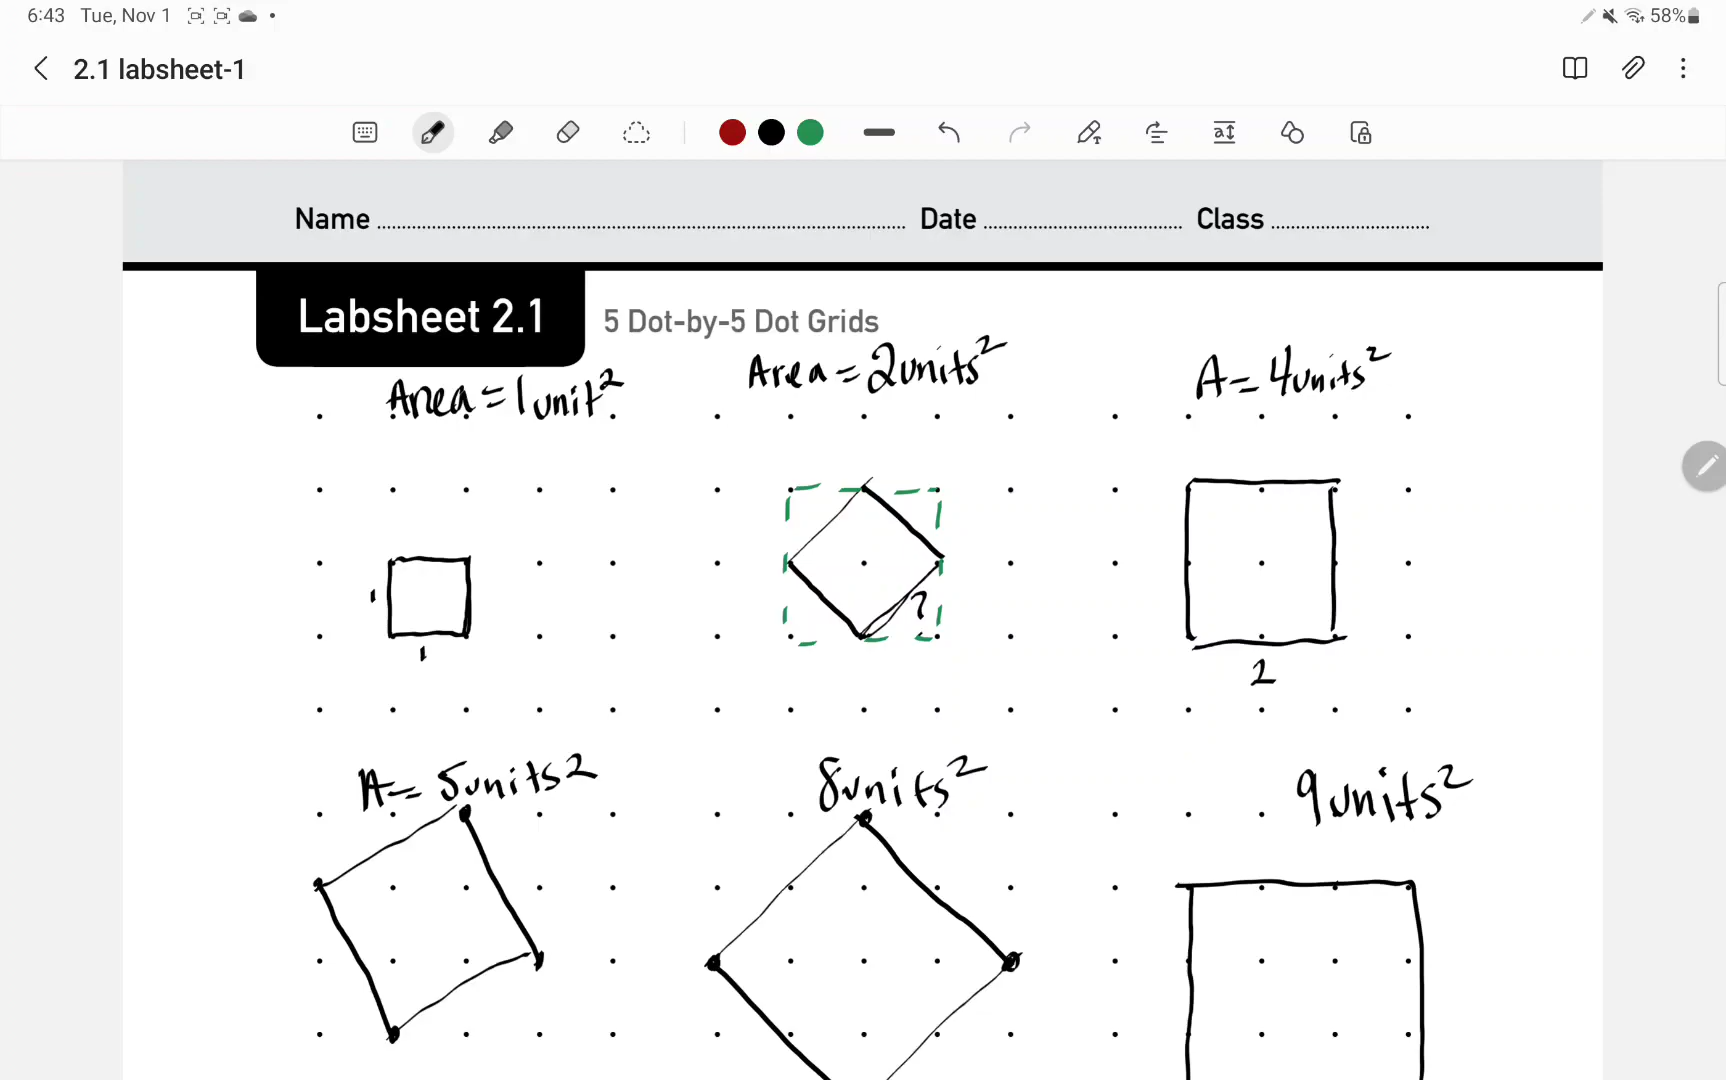 6:43 Tue, Nov 1
58%
2.1 labsheet-1
Name Date Class
Labsheet 2.1
5 Dot-by-5 Dot Grids
Area = 1 unit²
Area = 2 units²
A = 4 units²
1
1
?
2
A = 5 units²
8 units²
9 units²